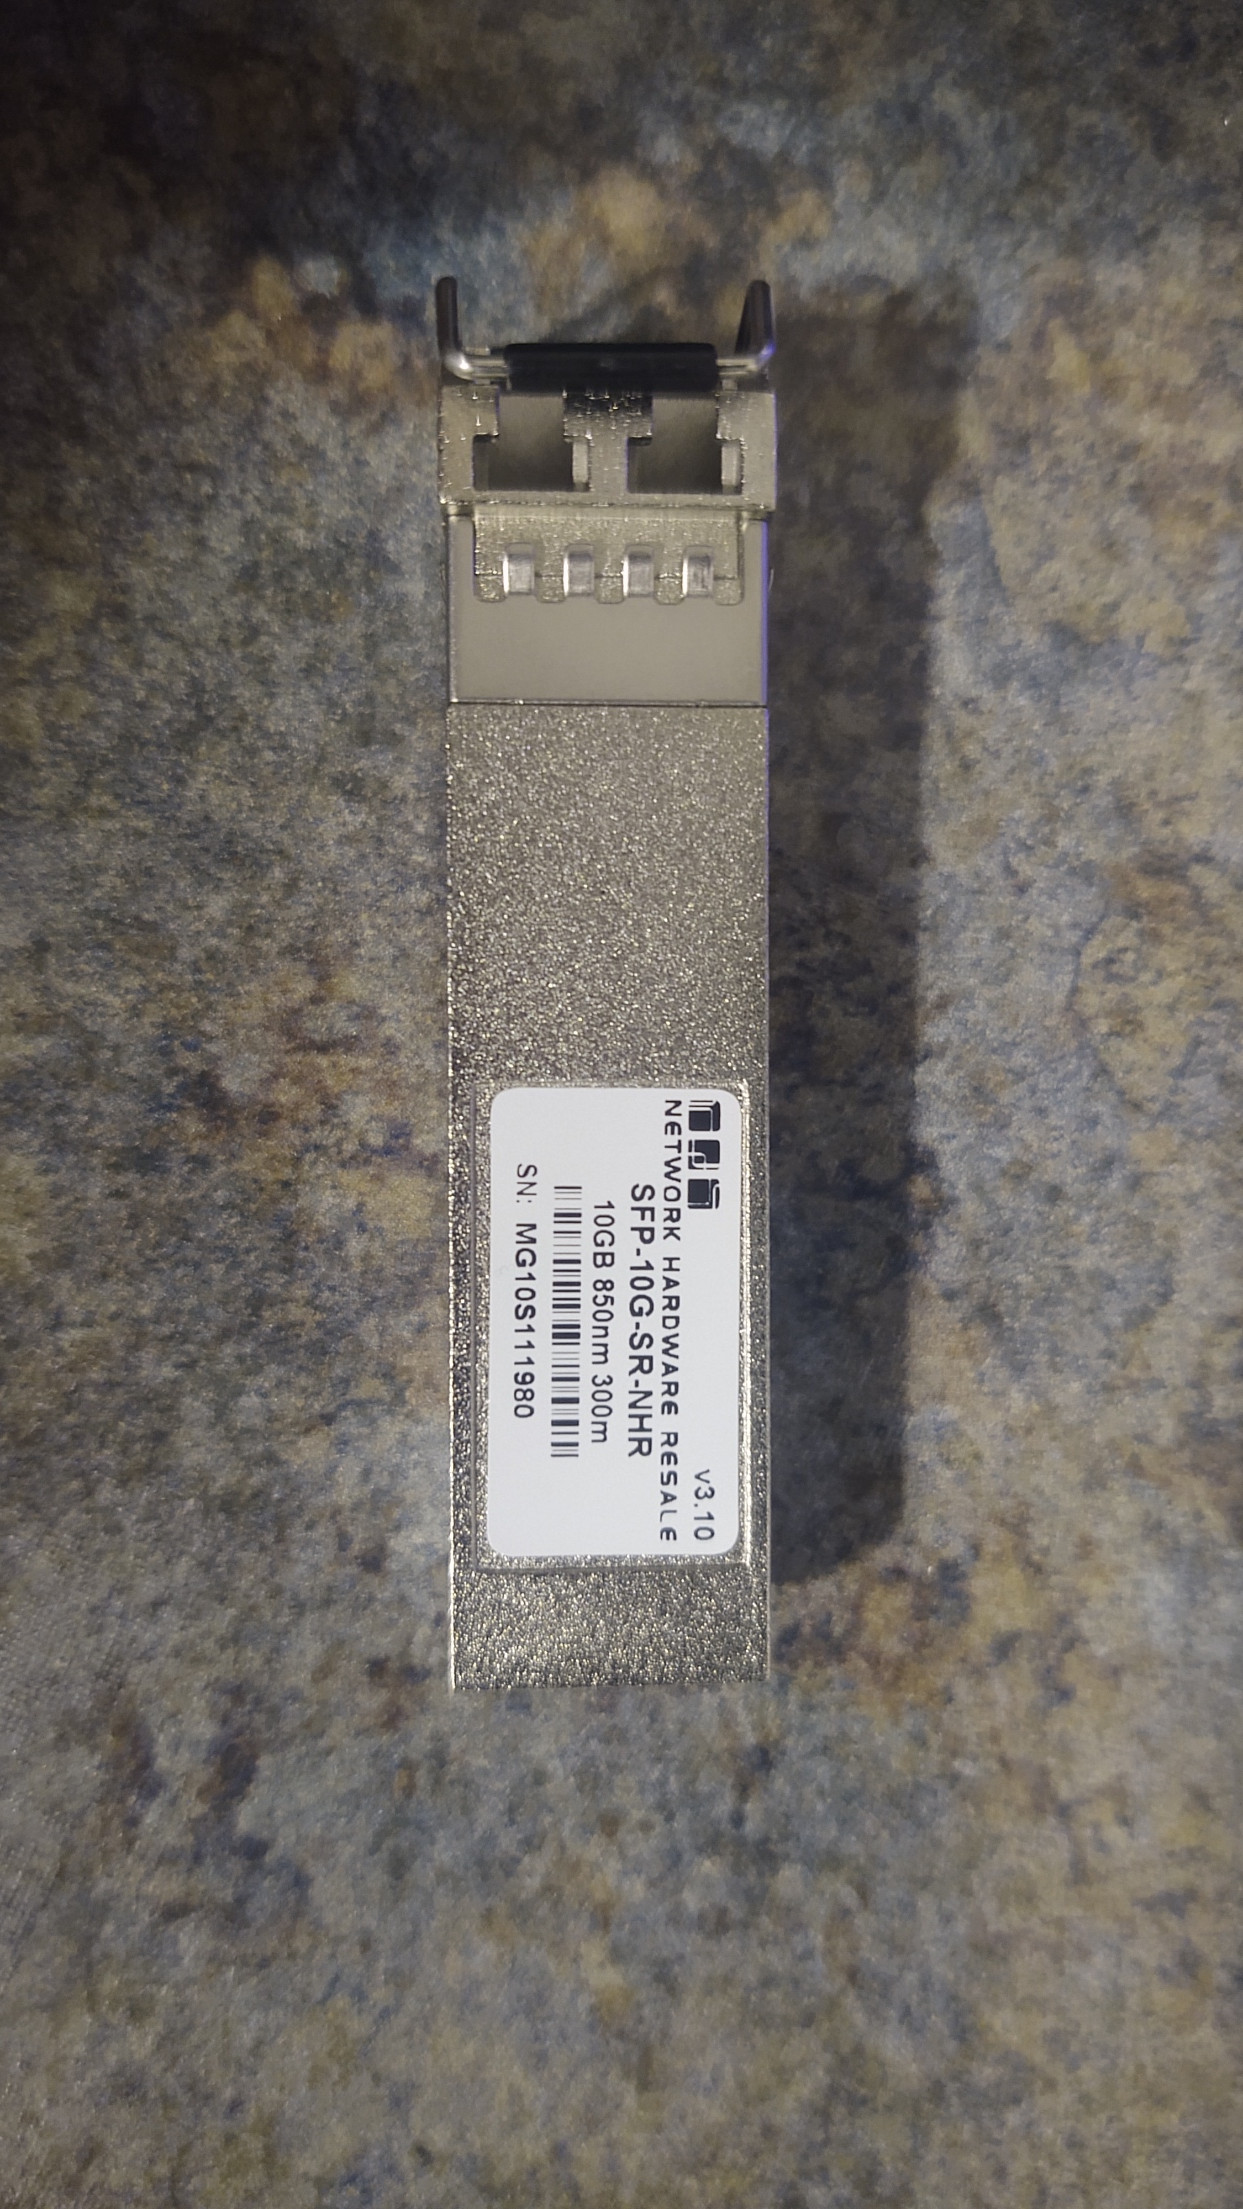 v3.10
NETWORK HARDWARE RESALE
SFP-10G-SR-NHR
10GB 850nm 300m
SN: MG10S111980